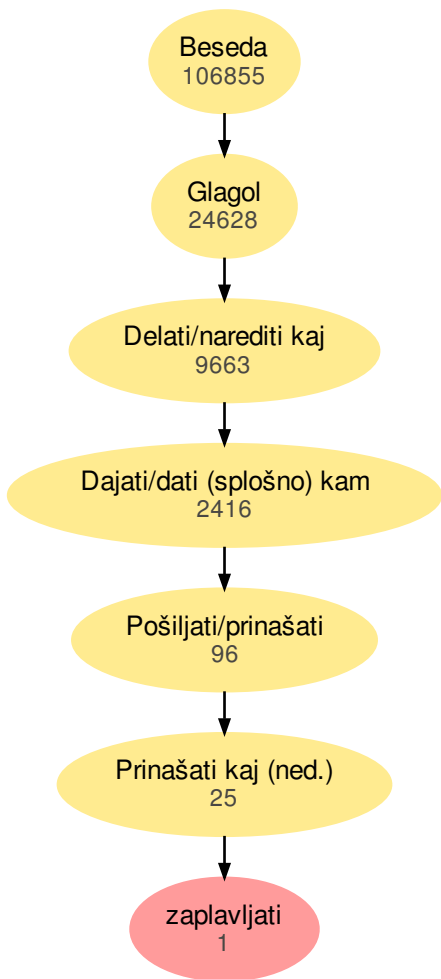 Beseda
106855
Glagol
24628
Delati/narediti kaj
9663
Dajati/dati (splošno) kam
2416
Pošiljati/prinašati
96
Prinašati kaj (ned.)
25
zaplavljati
1